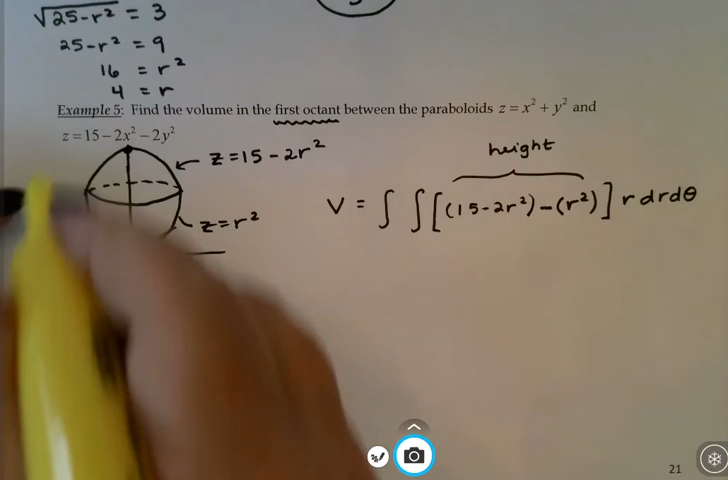 √25-r² = 3
25-r² = 9
16 = r²
4 = r
Example 5: Find the volume in the first octant between the paraboloids z = x² + y² and
z = 15 - 2x² - 2y²
z = 15 - 2r²
z = r²
height
V = ∫ ∫ [(15-2r²)-(r²)] r dr dθ
21